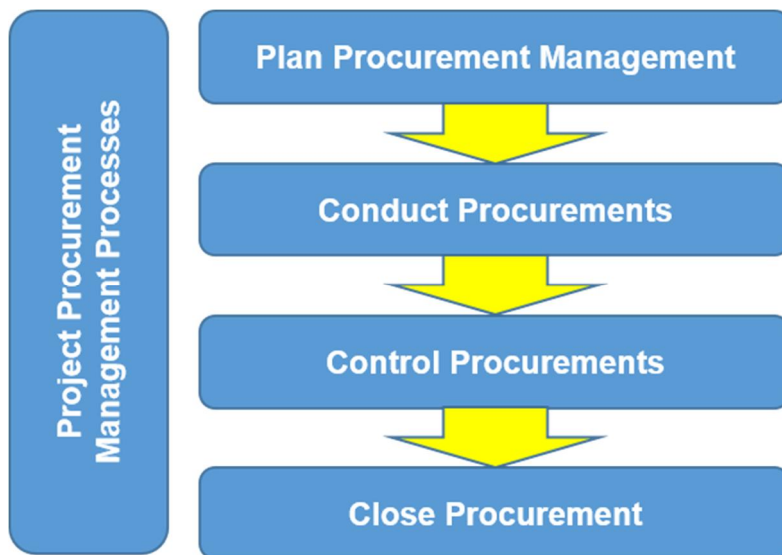 Project Procurement
Management Processes
Plan Procurement Management
Conduct Procurements
Control Procurements
Close Procurement